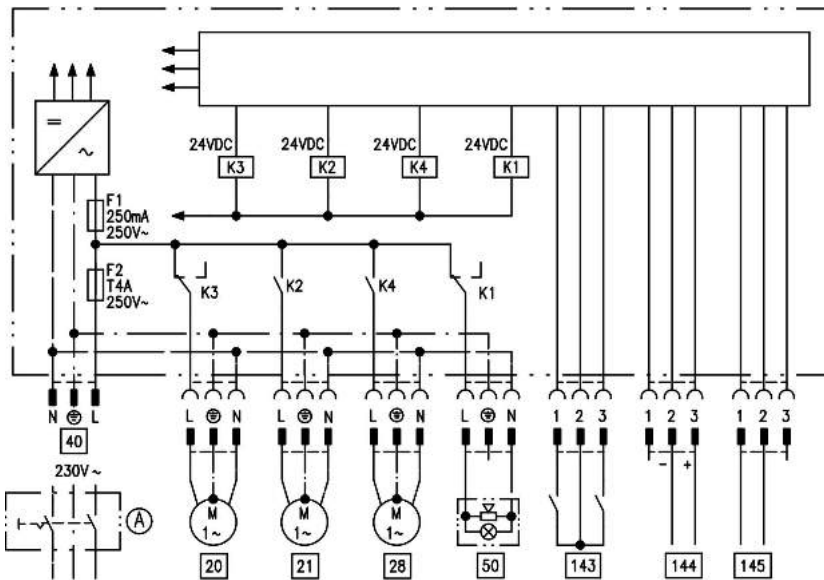 24VDC 24VDC 24VDC 24VDC
K3 K2 K4 K1
F1
250mA
250V~
F2
T4A
250V~
K3 K2 K4 K1
N L L N L N L N L N 1 2 3 1 2 3 1 2 3
40
- +
230V~
A
M M M
1~ 1~ 1~
20 21 28 50 143 144 145